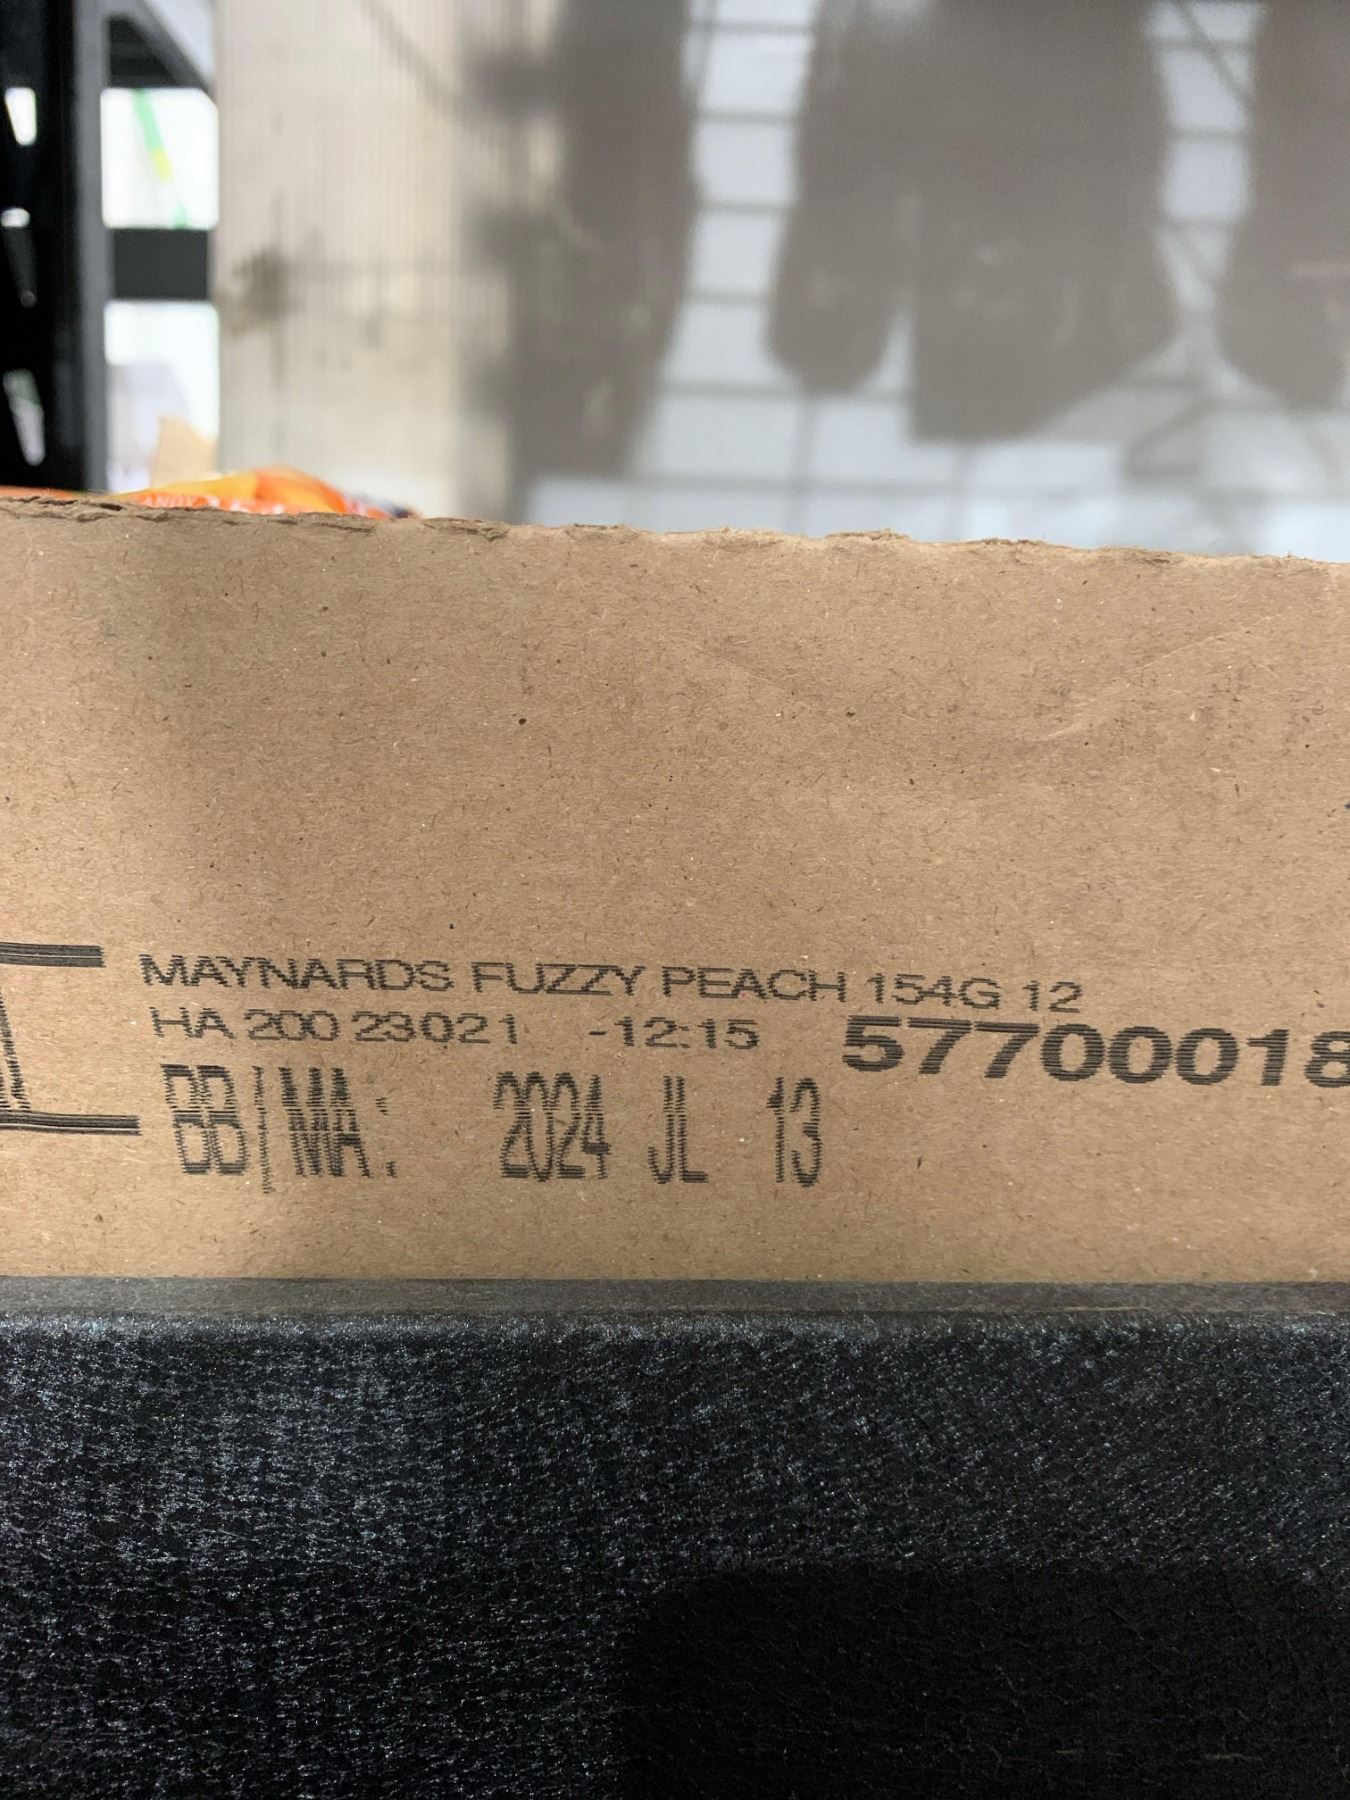 MAYNARDS FUZZY PEACH 154G 12
HA 200 23021 -12:15 57700018
BB/MA: 2024 JL 13